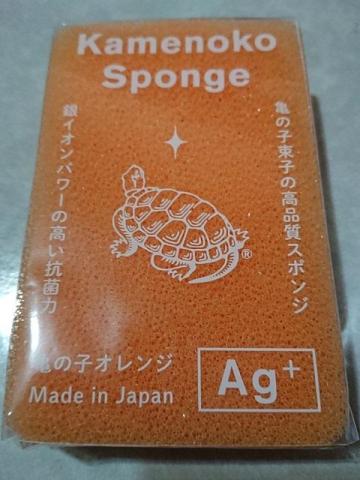 Kamenoko
Sponge
亀の子束子の高品質スポンジ
銀イオンパワーの高い抗菌力
®
亀の子オレンジ
Made in Japan
Ag+